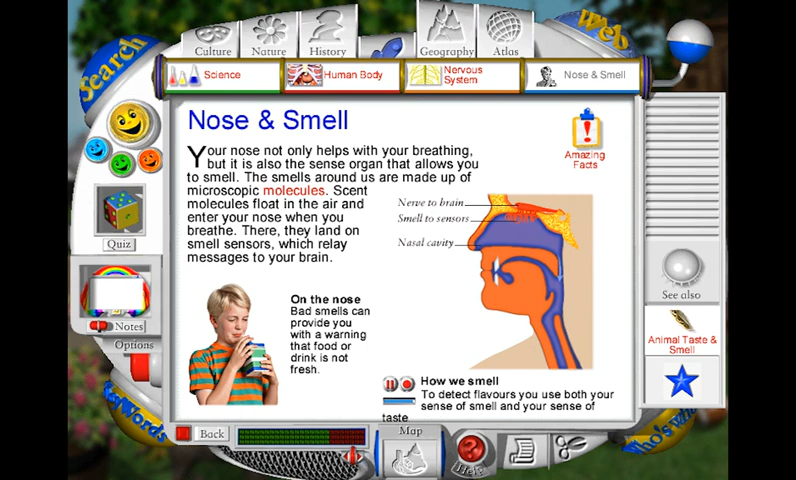 Search
Web
Culture
Nature
History
Geography
Atlas
Science
Human Body
Nervous
System
Nose & Smell
Nose & Smell
Your nose not only helps with your breathing,
but it is also the sense organ that allows you
to smell. The smells around us are made up of
microscopic molecules. Scent
molecules float in the air and
enter your nose when you
breathe. There, they land on
smell sensors, which relay
messages to your brain.
Amazing
Facts
Nerve to brain
Smell to sensors
Nasal cavity
On the nose
Bad smells can
provide you
with a warning
that food or
drink is not
fresh.
How we smell
To detect flavours you use both your
sense of smell and your sense of
taste
Quiz
Notes
Options
See also
Animal Taste &
Smell
Back
Map
Help
Who's Who